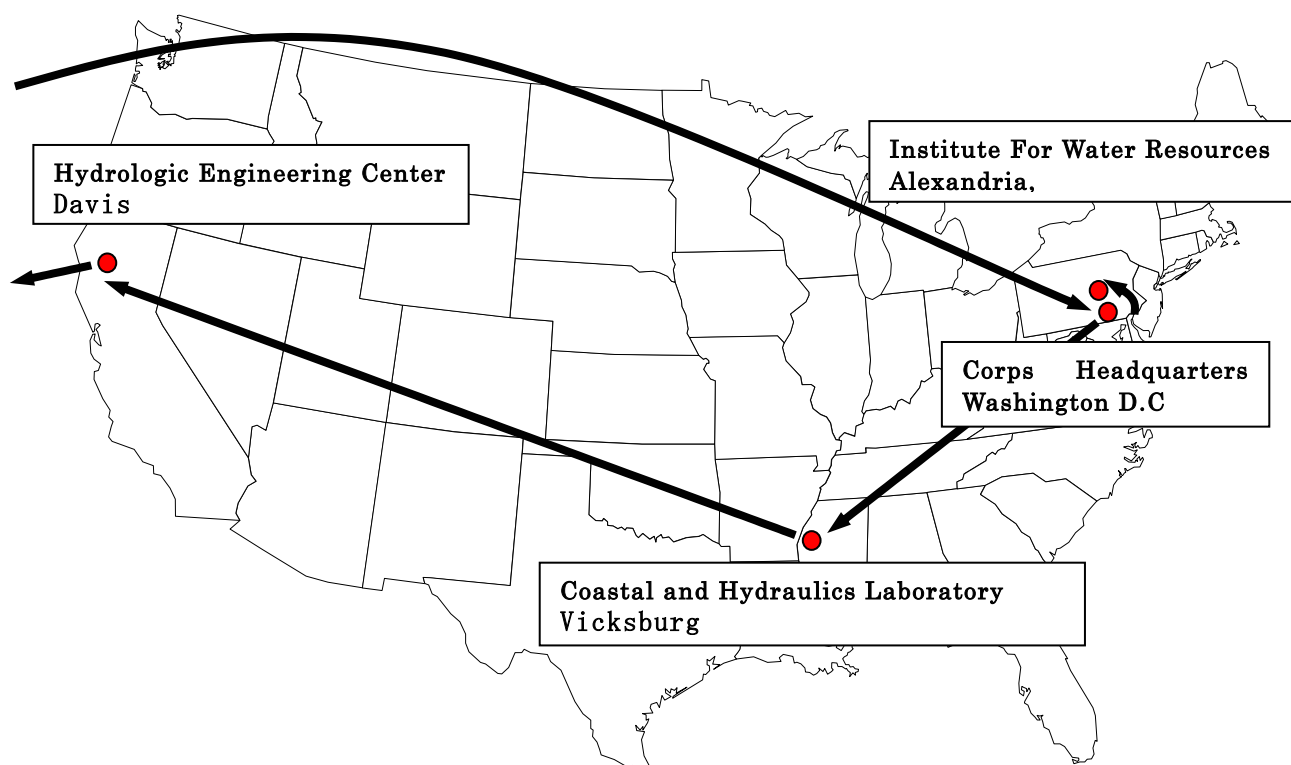 Institute For Water Resources
Alexandria,
Hydrologic Engineering Center
Davis
Corps Headquarters
Washington D.C
Coastal and Hydraulics Laboratory
Vicksburg